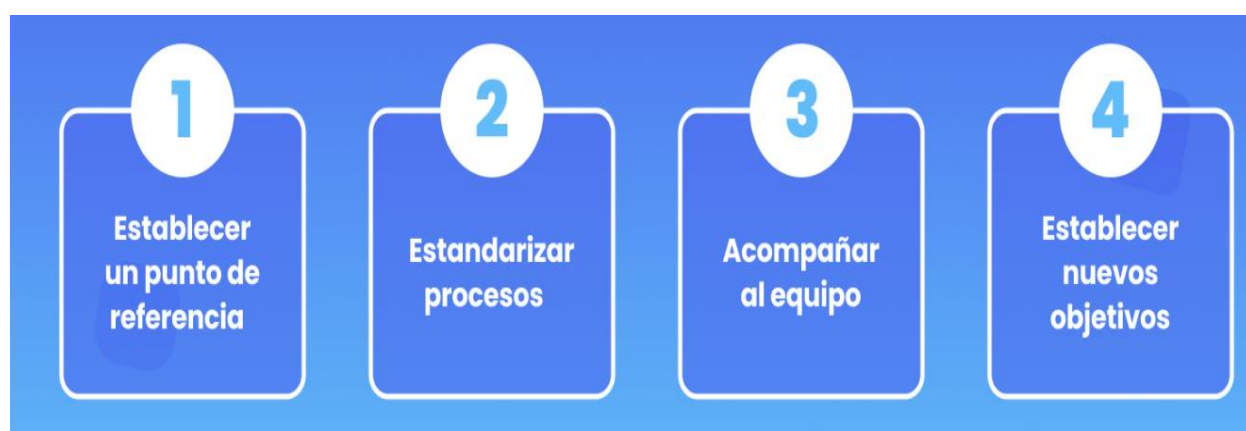 1
Establecer
un punto de
referencia
2
Estandarizar
procesos
3
Acompañar
al equipo
4
Establecer
nuevos
objetivos